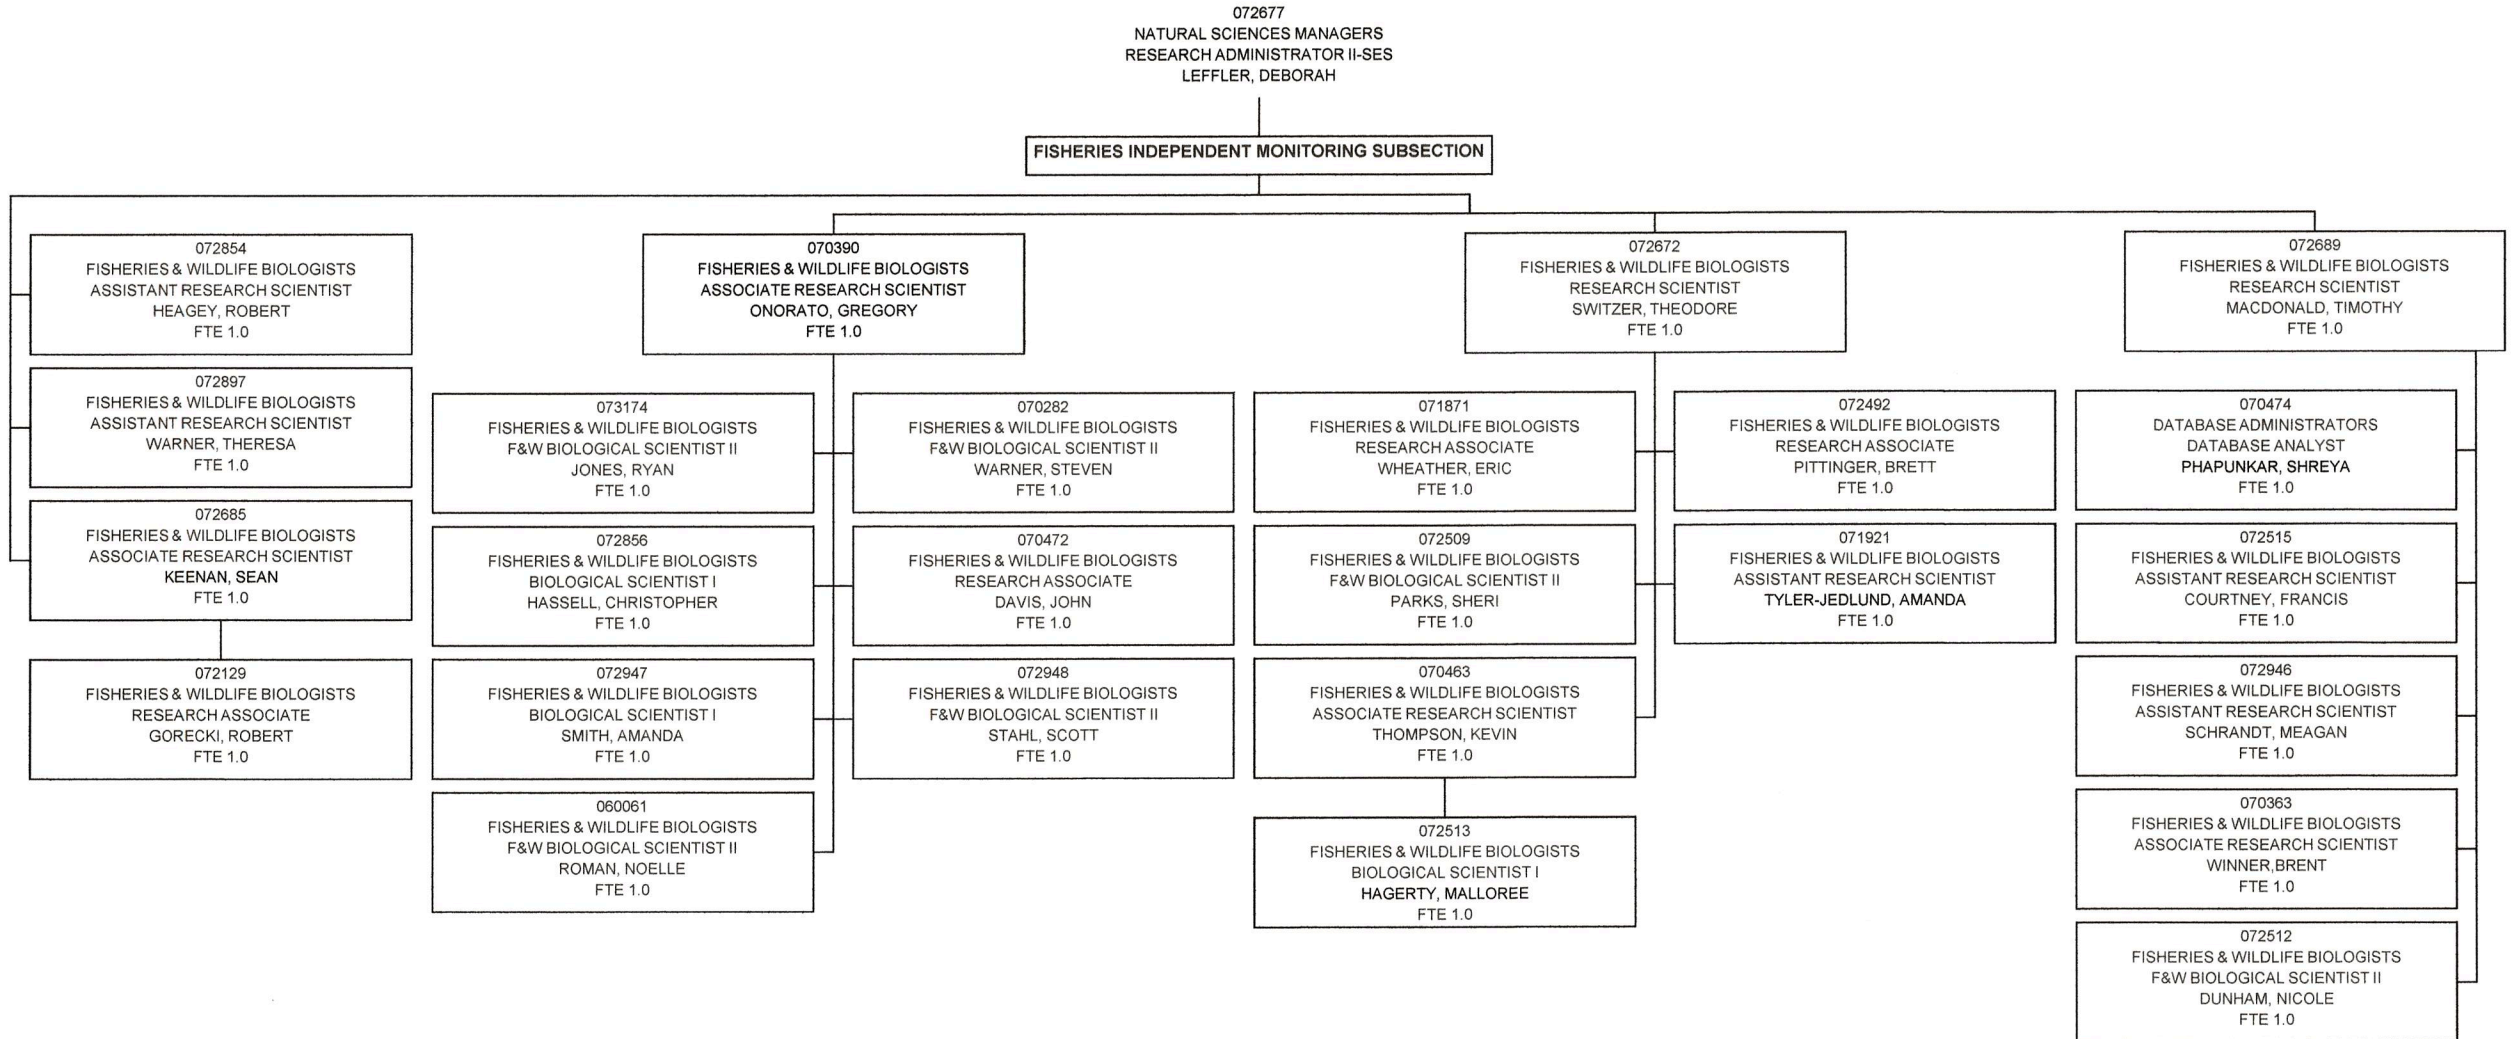 072677
NATURAL SCIENCES MANAGERS
RESEARCH ADMINISTRATOR II-SES
LEFFLER, DEBORAH
FISHERIES INDEPENDENT MONITORING SUBSECTION
072854
FISHERIES & WILDLIFE BIOLOGISTS
ASSISTANT RESEARCH SCIENTIST
HEAGEY, ROBERT
FTE 1.0
072897
FISHERIES & WILDLIFE BIOLOGISTS
ASSISTANT RESEARCH SCIENTIST
WARNER, THERESA
FTE 1.0
072685
FISHERIES & WILDLIFE BIOLOGISTS
ASSOCIATE RESEARCH SCIENTIST
KEENAN, SEAN
FTE 1.0
072129
FISHERIES & WILDLIFE BIOLOGISTS
RESEARCH ASSOCIATE
GORECKI, ROBERT
FTE 1.0
070390
FISHERIES & WILDLIFE BIOLOGISTS
ASSOCIATE RESEARCH SCIENTIST
ONORATO, GREGORY
FTE 1.0
073174
FISHERIES & WILDLIFE BIOLOGISTS
F&W BIOLOGICAL SCIENTIST II
JONES, RYAN
FTE 1.0
070282
FISHERIES & WILDLIFE BIOLOGISTS
F&W BIOLOGICAL SCIENTIST II
WARNER, STEVEN
FTE 1.0
072856
FISHERIES & WILDLIFE BIOLOGISTS
BIOLOGICAL SCIENTIST I
HASSELL, CHRISTOPHER
FTE 1.0
070472
FISHERIES & WILDLIFE BIOLOGISTS
RESEARCH ASSOCIATE
DAVIS, JOHN
FTE 1.0
072947
FISHERIES & WILDLIFE BIOLOGISTS
BIOLOGICAL SCIENTIST I
SMITH, AMANDA
FTE 1.0
072948
FISHERIES & WILDLIFE BIOLOGISTS
F&W BIOLOGICAL SCIENTIST II
STAHL, SCOTT
FTE 1.0
060061
FISHERIES & WILDLIFE BIOLOGISTS
F&W BIOLOGICAL SCIENTIST II
ROMAN, NOELLE
FTE 1.0
072672
FISHERIES & WILDLIFE BIOLOGISTS
RESEARCH SCIENTIST
SWITZER, THEODORE
FTE 1.0
071871
FISHERIES & WILDLIFE BIOLOGISTS
RESEARCH ASSOCIATE
WHEATHER, ERIC
FTE 1.0
072492
FISHERIES & WILDLIFE BIOLOGISTS
RESEARCH ASSOCIATE
PITTINGER, BRETT
FTE 1.0
072509
FISHERIES & WILDLIFE BIOLOGISTS
F&W BIOLOGICAL SCIENTIST II
PARKS, SHERI
FTE 1.0
071921
FISHERIES & WILDLIFE BIOLOGISTS
ASSISTANT RESEARCH SCIENTIST
TYLER-JEDLUND, AMANDA
FTE 1.0
070463
FISHERIES & WILDLIFE BIOLOGISTS
ASSOCIATE RESEARCH SCIENTIST
THOMPSON, KEVIN
FTE 1.0
072513
FISHERIES & WILDLIFE BIOLOGISTS
BIOLOGICAL SCIENTIST I
HAGERTY, MALLOREE
FTE 1.0
072689
FISHERIES & WILDLIFE BIOLOGISTS
RESEARCH SCIENTIST
MACDONALD, TIMOTHY
FTE 1.0
070474
DATABASE ADMINISTRATORS
DATABASE ANALYST
PHAPUNKAR, SHREYA
FTE 1.0
072515
FISHERIES & WILDLIFE BIOLOGISTS
ASSISTANT RESEARCH SCIENTIST
COURTNEY, FRANCIS
FTE 1.0
072946
FISHERIES & WILDLIFE BIOLOGISTS
ASSISTANT RESEARCH SCIENTIST
SCHRANDT, MEAGAN
FTE 1.0
070363
FISHERIES & WILDLIFE BIOLOGISTS
ASSOCIATE RESEARCH SCIENTIST
WINNER,BRENT
FTE 1.0
072512
FISHERIES & WILDLIFE BIOLOGISTS
F&W BIOLOGICAL SCIENTIST II
DUNHAM, NICOLE
FTE 1.0